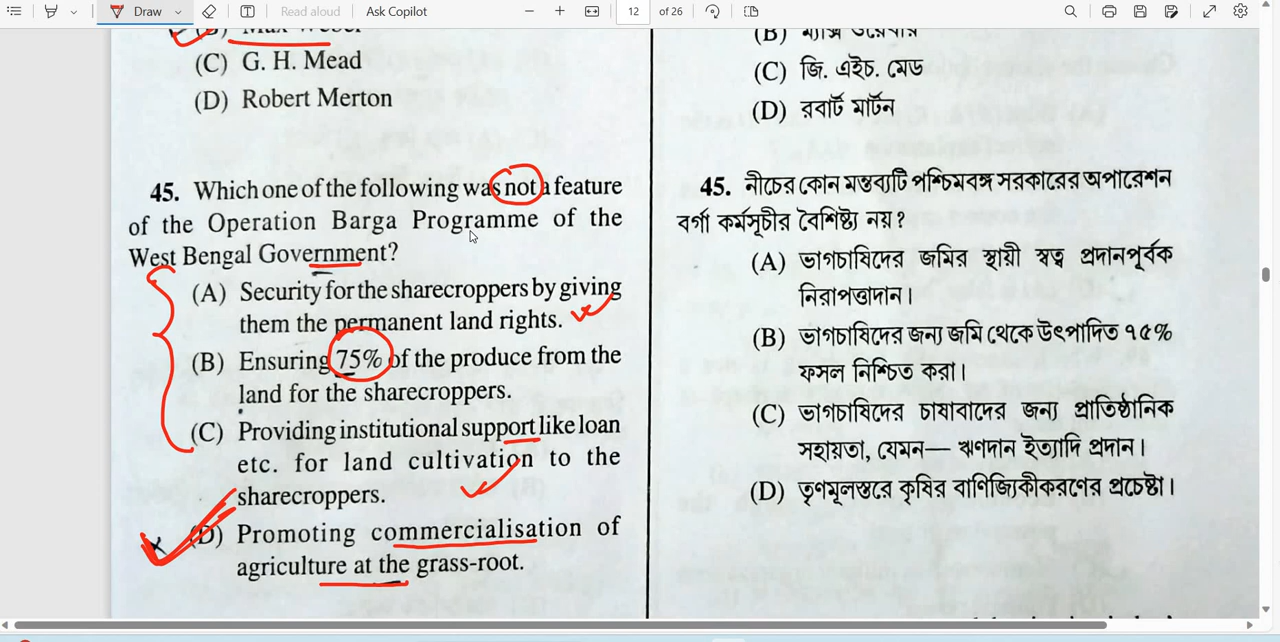 Draw
Read aloud
Ask Copilot
12 of 26
(C) G. H. Mead
(D) Robert Merton
45. Which one of the following was not a feature
of the Operation Barga Programme of the
West Bengal Government?
(A) Security for the sharecroppers by giving
them the permanent land rights.
(B) Ensuring 75% of the produce from the
land for the sharecroppers.
(C) Providing institutional support like loan
etc. for land cultivation to the
sharecroppers.
(D) Promoting commercialisation of
agriculture at the grass-root.
(C) জি. এইচ. মেড
(D) রবার্ট মার্টন
45. নীচের কোন মন্তব্যটি পশ্চিমবঙ্গ সরকারের অপারেশন
বর্গা কর্মসূচীর বৈশিষ্ট্য নয়?
(A) ভাগচাষিদের জমির স্থায়ী স্বত্ব প্রদানপূর্বক
নিরাপত্তাদান।
(B) ভাগচাষিদের জন্য জমি থেকে উৎপাদিত ৭৫%
ফসল নিশ্চিত করা।
(C) ভাগচাষিদের চাষাবাদের জন্য প্রাতিষ্ঠানিক
সহায়তা, যেমন— ঋণদান ইত্যাদি প্রদান।
(D) তৃণমূলস্তরে কৃষির বাণিজ্যিকীকরণের প্রচেষ্টা।